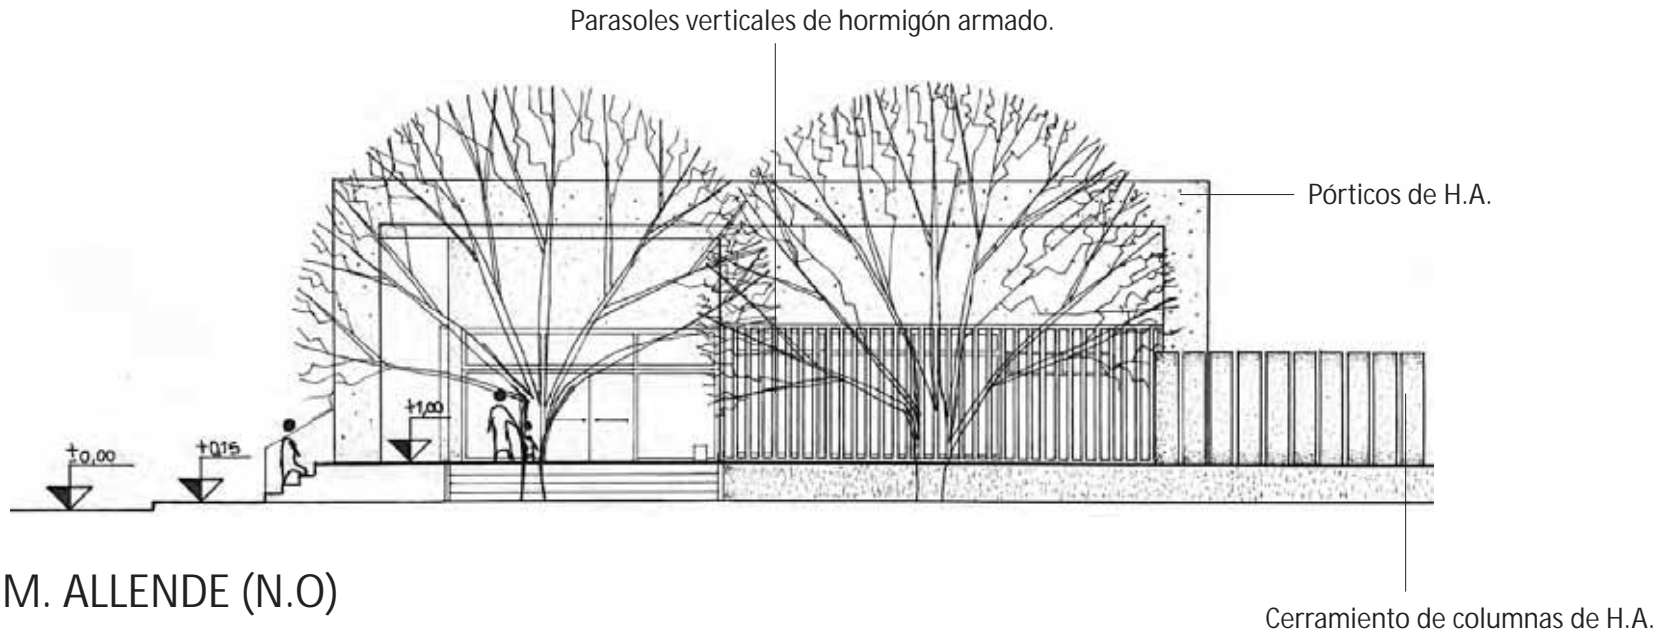 Parasoles verticales de hormigón armado.
Pórticos de H.A.
+1,00
+0,15
±0,00
M. ALLENDE (N.O)
Cerramiento de columnas de H.A.